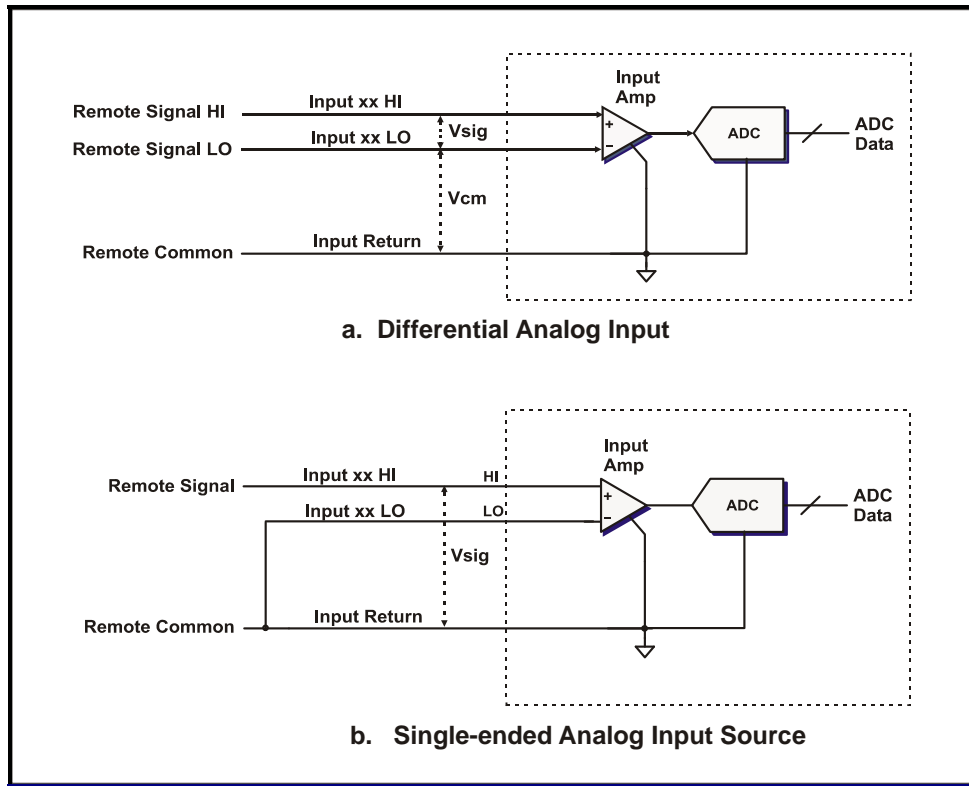 Input
Amp
Remote Signal HI
Input xx HI
+
ADC
ADC
Data
Vsig
Remote Signal LO
Input xx LO
−
Vcm
Remote Common
Input Return
a. Differential Analog Input
Input
Amp
Remote Signal
Input xx HI
HI
+
ADC
ADC
Data
Input xx LO
LO
−
Vsig
Remote Common
Input Return
b. Single-ended Analog Input Source